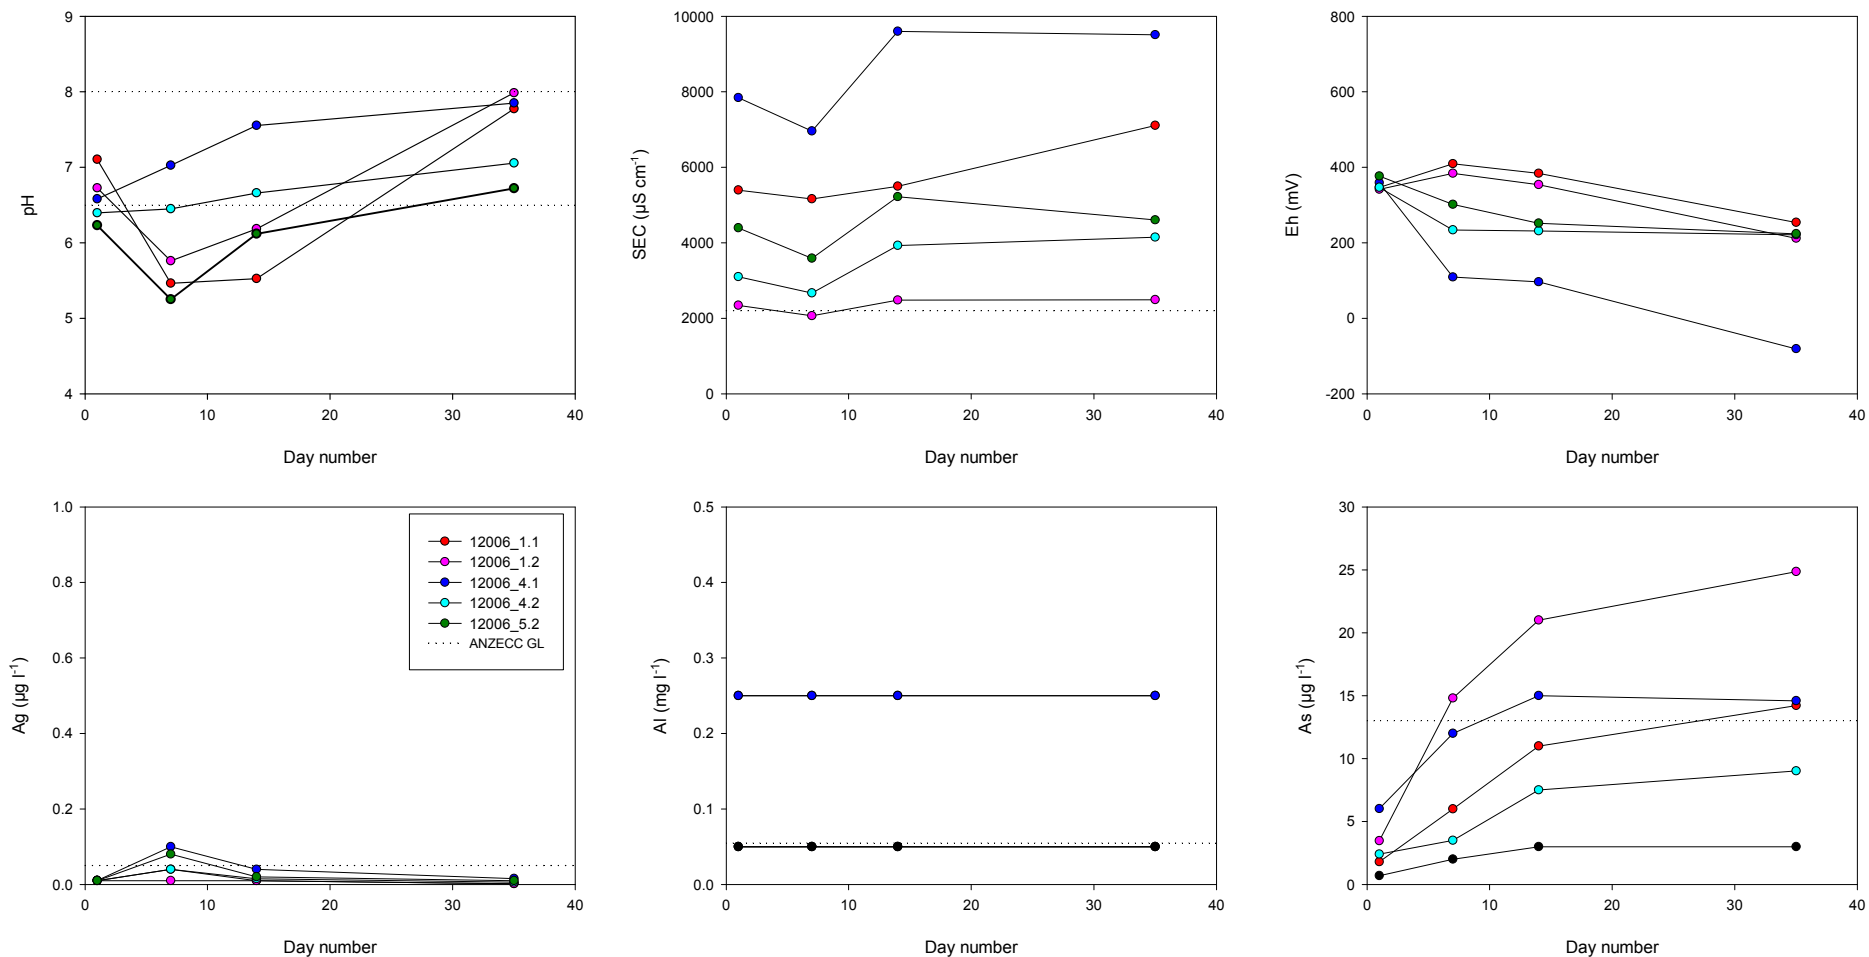 9
8
7
6
5
4
pH
0 10 20 30 40
Day number
10000
8000
6000
4000
2000
0
SEC (µS cm⁻¹)
0 10 20 30 40
Day number
800
600
400
200
0
-200
Eh (mV)
0 10 20 30 40
Day number
1.0
0.8
0.6
0.4
0.2
0.0
Ag (µg l⁻¹)
12006_1.1
12006_1.2
12006_4.1
12006_4.2
12006_5.2
ANZECC GL
0 10 20 30 40
Day number
0.5
0.4
0.3
0.2
0.1
0.0
Al (mg l⁻¹)
0 10 20 30 40
Day number
30
25
20
15
10
5
0
As (µg l⁻¹)
0 10 20 30 40
Day number